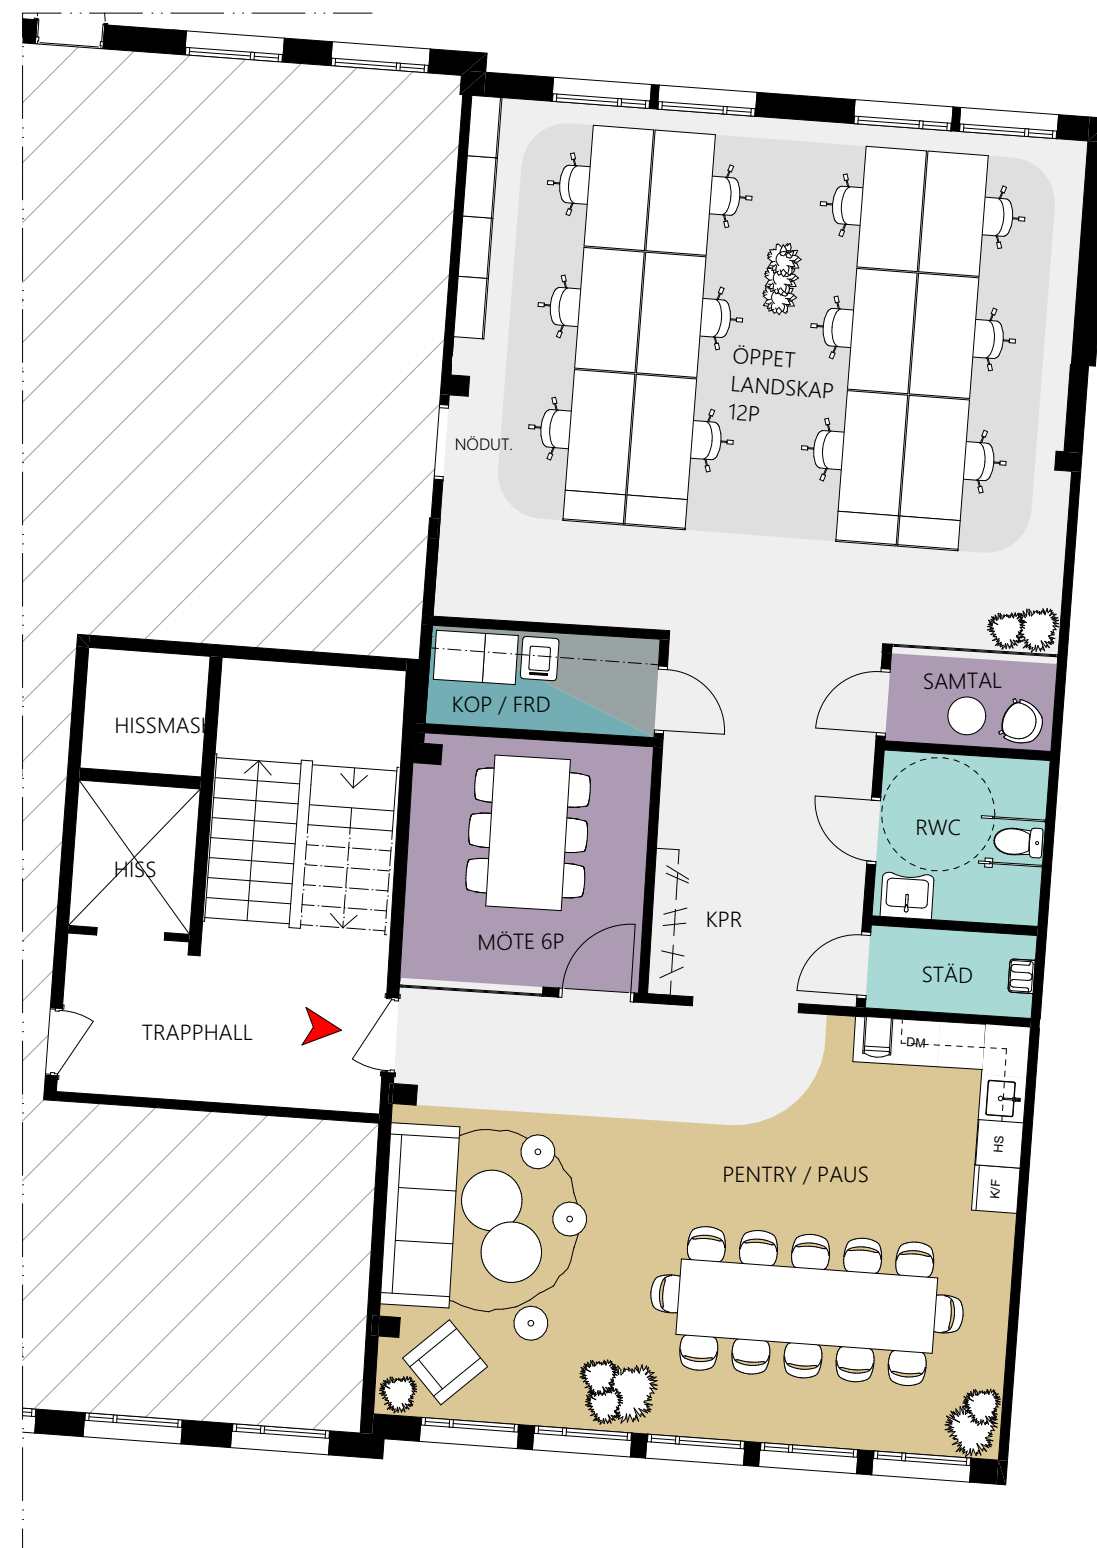 ÖPPET
LANDSKAP
12P
NÖDUT.
SAMTAL
KOP / FRD
HISSMASK
RWC
HISS
KPR
MÖTE 6P
STÄD
TRAPPHALL
DM
HS
PENTRY / PAUS
K/F